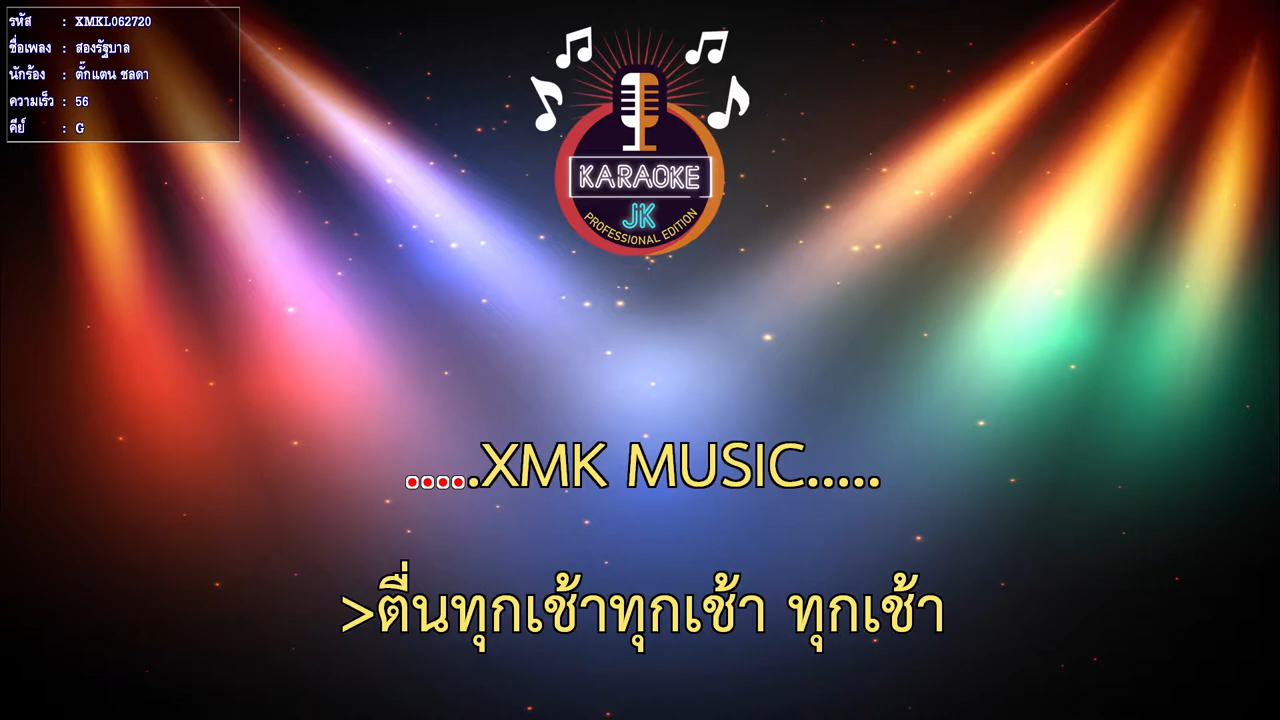 รหัส : XMKL062720
ชื่อเพลง : สองรัฐบาล
นักร้อง : ตั๊กแตน ชลดา
ความเร็ว : 56
คีย์ : G
KARAOKE
JK
PROFESSIONAL EDITION
.....XMK MUSIC.....
>ตื่นทุกเช้าทุกเช้า ทุกเช้า